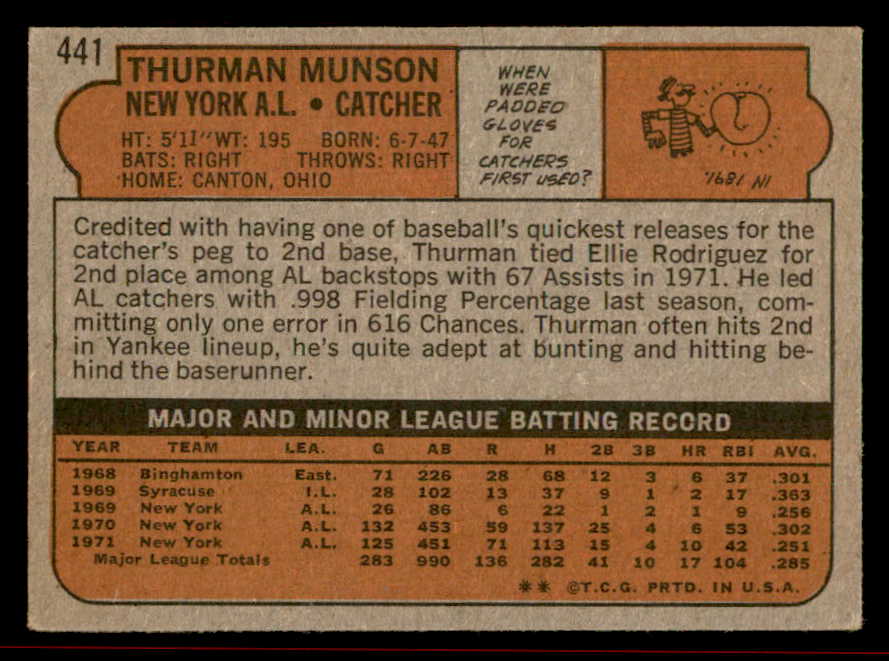 441
THURMAN MUNSON
NEW YORK A.L. • CATCHER
HT: 5'11" WT: 195 BORN: 6-7-47
BATS: RIGHT THROWS: RIGHT
HOME: CANTON, OHIO
WHEN
WERE
PADDED
GLOVES
FOR
CATCHERS
FIRST USED?
IN 1891.
Credited with having one of baseball's quickest releases for the
catcher's peg to 2nd base, Thurman tied Ellie Rodriguez for
2nd place among AL backstops with 67 Assists in 1971. He led
AL catchers with .998 Fielding Percentage last season, com-
mitting only one error in 616 Chances. Thurman often hits 2nd
in Yankee lineup, he's quite adept at bunting and hitting be-
hind the baserunner.
MAJOR AND MINOR LEAGUE BATTING RECORD
YEAR TEAM LEA. G AB R H 2B 3B HR RBI AVG.
1968 Binghamton East. 71 226 28 68 12 3 6 37 .301
1969 Syracuse I.L. 28 102 13 37 9 1 2 17 .363
1969 New York A.L. 26 86 6 22 1 2 1 9 .256
1970 New York A.L. 132 453 59 137 25 4 6 53 .302
1971 New York A.L. 125 451 71 113 15 4 10 42 .251
Major League Totals 283 990 136 282 41 10 17 104 .285
** ©T.C.G. PRTD. IN U.S.A.